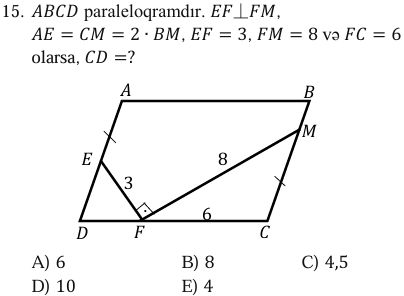 15. ABCD paraleloqramdır. EF⊥FM,
AE = CM = 2 · BM, EF = 3, FM = 8 və FC = 6
olarsa, CD =?
A B
M
E 8
3
6
D F C
A) 6 B) 8 C) 4,5
D) 10 E) 4